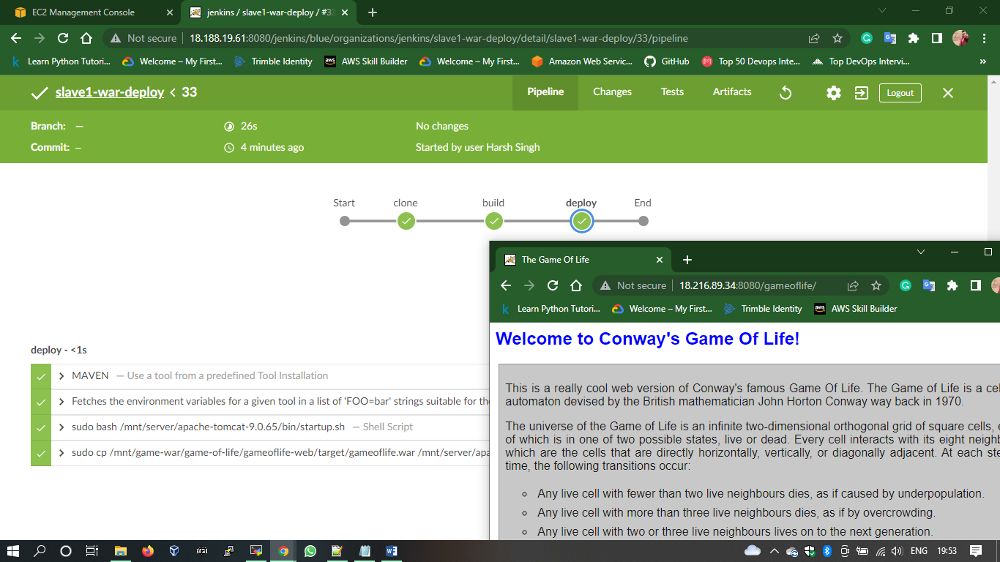 EC2 Management Console
jenkins / slave1-war-deploy / #33
Not secure
18.188.19.61:8080/jenkins/blue/organizations/jenkins/slave1-war-deploy/detail/slave1-war-deploy/33/pipeline
Learn Python Tutori...
Welcome – My First...
Trimble Identity
aws
AWS Skill Builder
Welcome – My First...
Amazon Web Servic...
GitHub
Top 50 Devops Inte...
Top DevOps Intervi...
»
slave1-war-deploy < 33
Pipeline
Changes
Tests
Artifacts
Logout
Branch: —
26s
No changes
Commit: –
4 minutes ago
Started by user Harsh Singh
Start
clone
build
deploy
End
deploy - <1s
MAVEN — Use a tool from a predefined Tool Installation
Fetches the environment variables for a given tool in a list of 'FOO=bar' strings suitable for the
sudo bash /mnt/server/apache-tomcat-9.0.65/bin/startup.sh — Shell Script
sudo cp /mnt/game-war/game-of-life/gameoflife-web/target/gameoflife.war /mnt/server/apa
The Game Of Life
Not secure
18.216.89.34:8080/gameoflife/
Learn Python Tutori...
Welcome – My First...
Trimble Identity
aws
AWS Skill Builder
Welcome to Conway's Game Of Life!
This is a really cool web version of Conway's famous Game Of Life. The Game of Life is a cel
automaton devised by the British mathematician John Horton Conway way back in 1970.
The universe of the Game of Life is an infinite two-dimensional orthogonal grid of square cells, e
of which is in one of two possible states, live or dead. Every cell interacts with its eight neighb
which are the cells that are directly horizontally, vertically, or diagonally adjacent. At each ste
time, the following transitions occur:
Any live cell with fewer than two live neighbours dies, as if caused by underpopulation.
Any live cell with more than three live neighbours dies, as if by overcrowding.
Any live cell with two or three live neighbours lives on to the next generation.
ENG
19:53